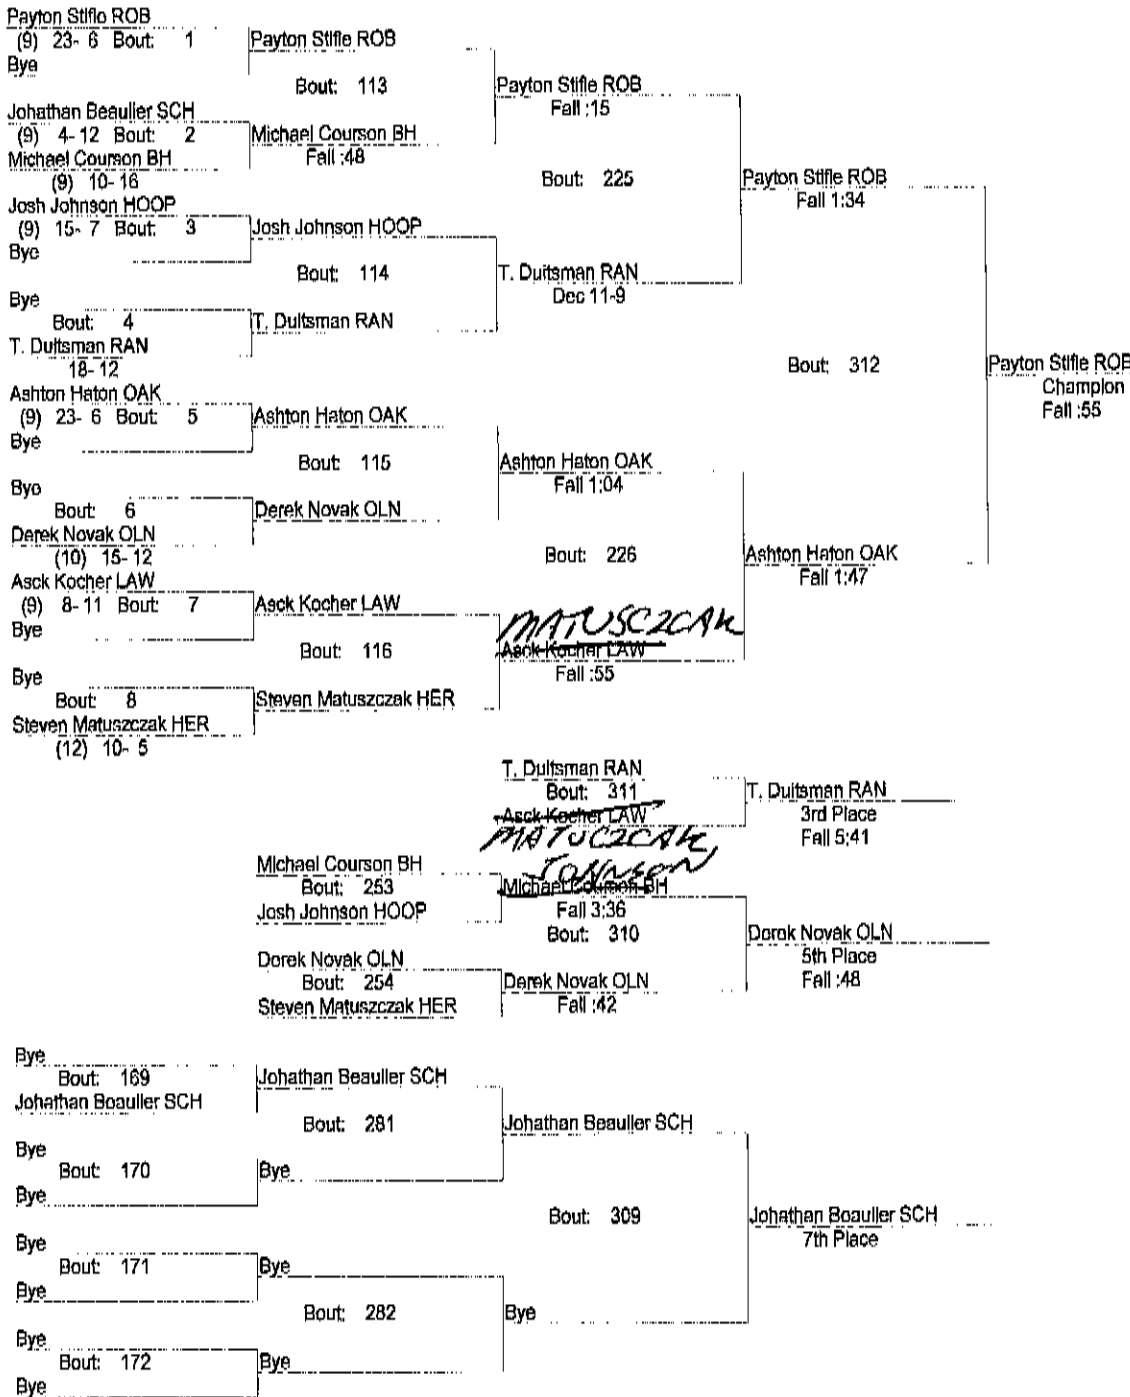 Payton Stiflo ROB
(9) 23- 6 Bout: 1
Bye
Payton Stifle ROB
Bout: 113
Johathan Beaulier SCH
(9) 4- 12 Bout: 2
Michael Courson BH
(9) 10- 16
Michael Courson BH
Fall :48
Payton Stifle ROB
Fall :15
Bout: 225
Josh Johnson HOOP
(9) 15- 7 Bout: 3
Bye
Josh Johnson HOOP
Bout: 114
Bye
Bout: 4
T. Duitsman RAN
18- 12
T. Duitsman RAN
T. Duitsman RAN
Dec 11-9
Payton Stifle ROB
Fall 1:34
Bout: 312
Payton Stifle ROB
Champion
Fall :55
Ashton Haton OAK
(9) 23- 6 Bout: 5
Bye
Ashton Haton OAK
Bout: 115
Byo
Bout: 6
Derek Novak OLN
(10) 15- 12
Derek Novak OLN
Ashton Haton OAK
Fall 1:04
Bout: 226
Asck Kocher LAW
(9) 8- 11 Bout: 7
Bye
Asck Kocher LAW
Bout: 116
Bye
Bout: 8
Steven Matuszczak HER
(12) 10- 5
Steven Matuszczak HER
MATUSCZCAK
Asck Kocher LAW
Fall :55
Ashton Haton OAK
Fall 1:47
T. Duitsman RAN
Bout: 311
Asck Kocher LAW
MATUCZCAK
T. Duitsman RAN
3rd Place
Fall 5:41
Michael Courson BH
Bout: 253
Josh Johnson HOOP
JOHNSON
Michael Courson BH
Fall 3:36
Bout: 310
Derek Novak OLN
Bout: 254
Steven Matuszczak HER
Derek Novak OLN
Fall :42
Dorek Novak OLN
5th Place
Fall :48
Bye
Bout: 169
Johathan Boaulier SCH
Johathan Beaulier SCH
Bout: 281
Bye
Bout: 170
Bye
Bye
Johathan Beaulier SCH
Bout: 309
Bye
Bout: 171
Bye
Bye
Bout: 282
Bye
Bout: 172
Bye
Bye
Bye
Johathan Boaulier SCH
7th Place